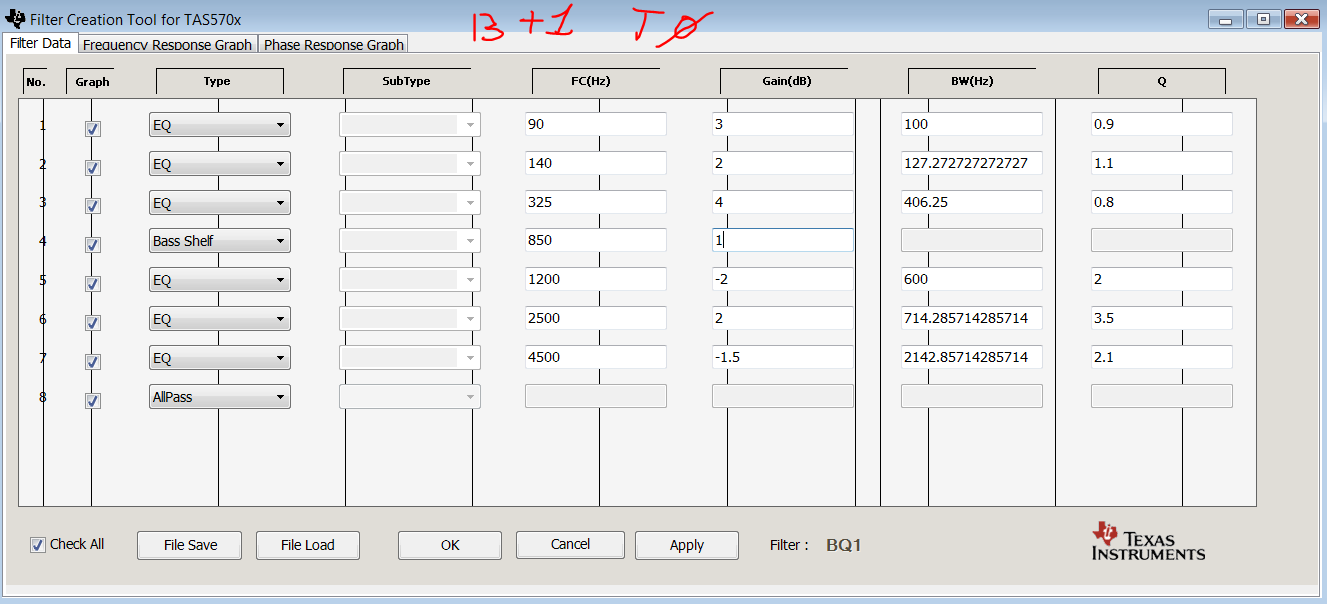 Filter Creation Tool for TAS570x
B +1 TØ
Filter Data Frequency Response Graph Phase Response Graph
No. Graph Type SubType FC(Hz) Gain(dB) BW(Hz) Q
1 EQ 90 3 100 0.9
2 EQ 140 2 127.272727272727 1.1
3 EQ 325 4 406.25 0.8
4 Bass Shelf 850 1
5 EQ 1200 -2 600 2
6 EQ 2500 2 714.285714285714 3.5
7 EQ 4500 -1.5 2142.85714285714 2.1
8 AllPass
Check All File Save File Load OK Cancel Apply Filter : BQ1
TEXAS
INSTRUMENTS